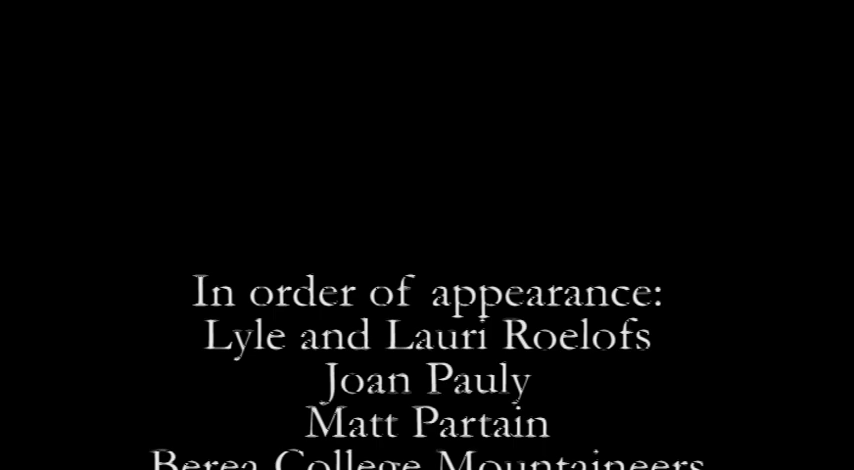 In order of appearance:
Lyle and Lauri Roelofs
Joan Pauly
Matt Partain
Berea College Mountaineers